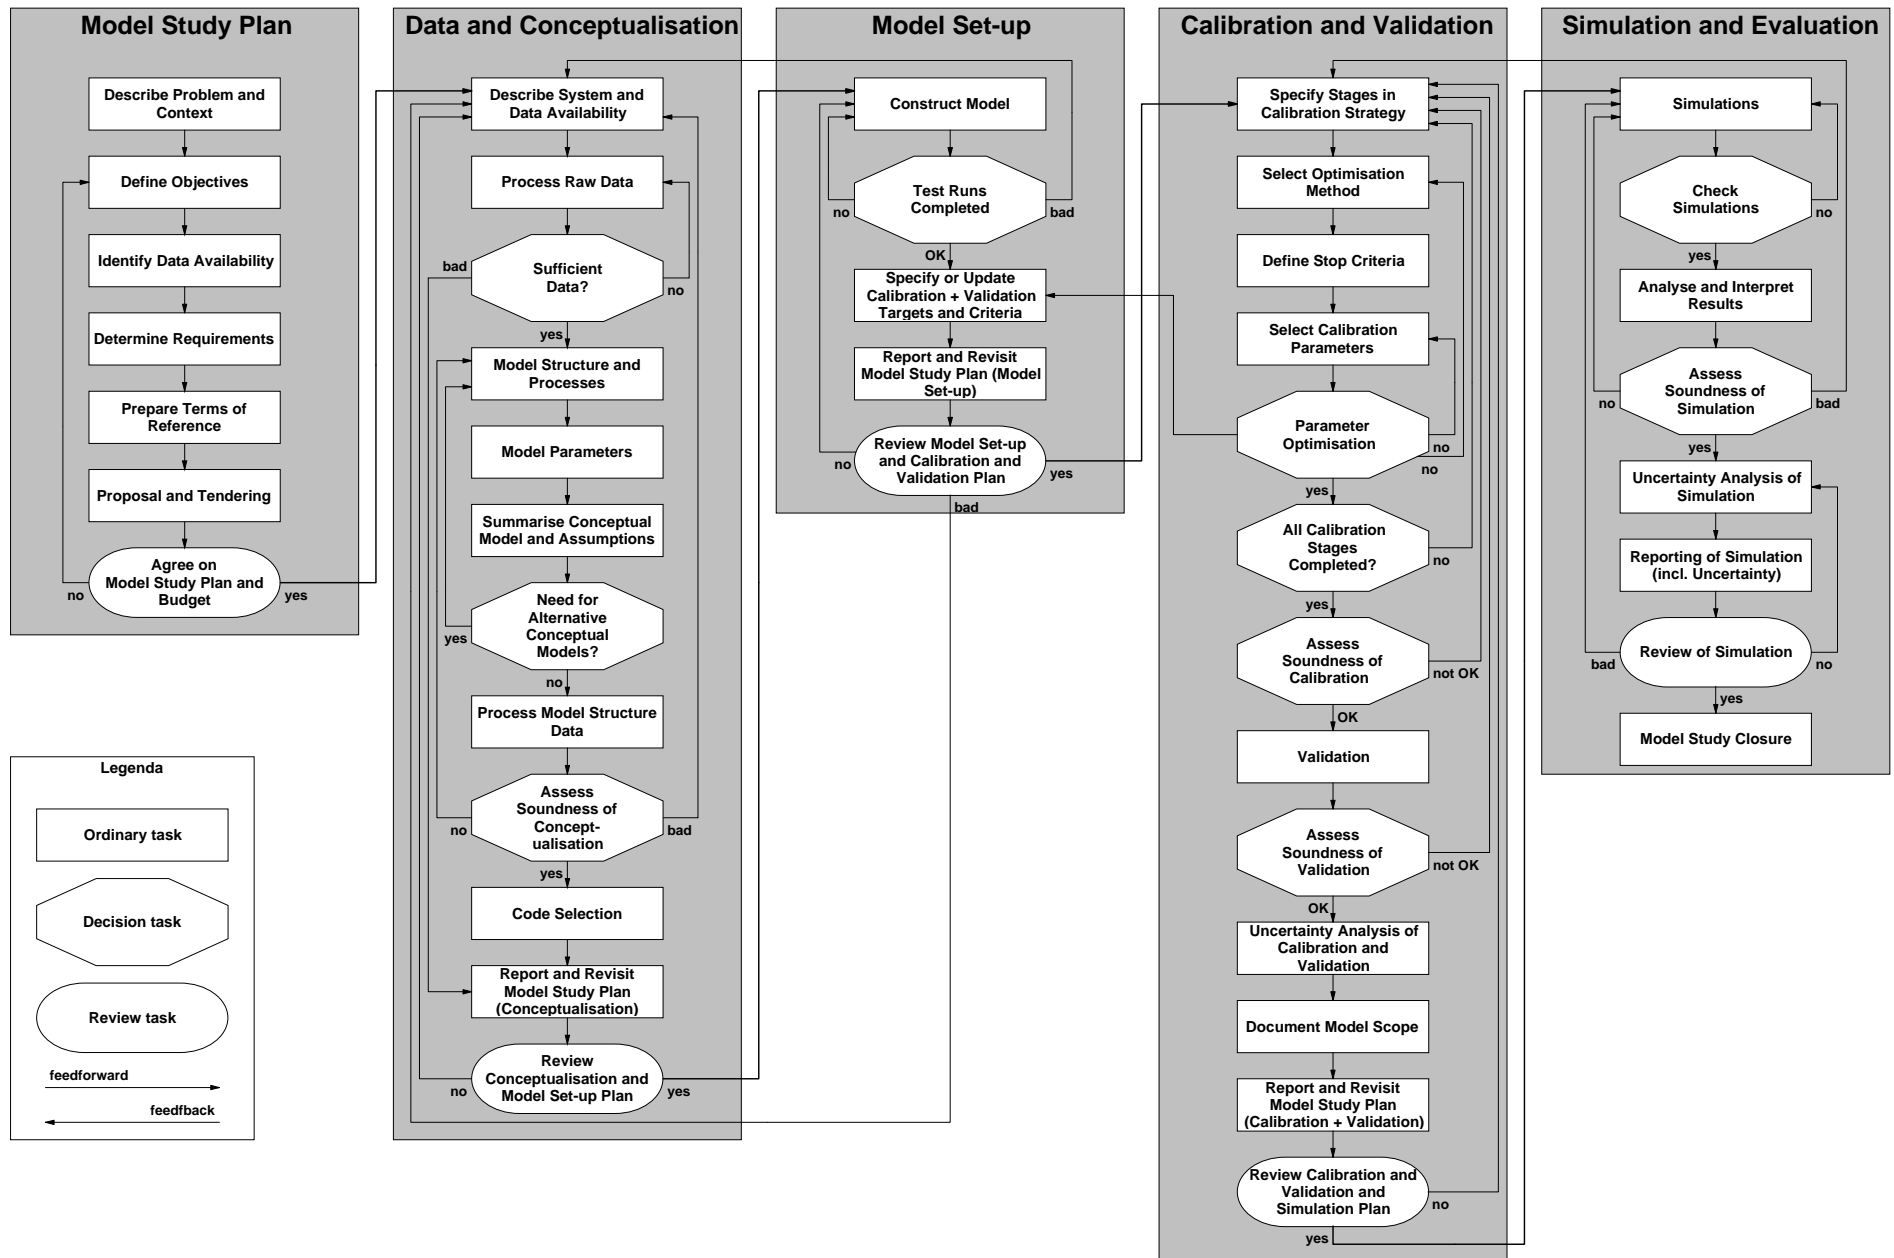 Model Study Plan
Describe Problem and
Context
Define Objectives
Identify Data Availability
Determine Requirements
Prepare Terms of
Reference
Proposal and Tendering
Agree on
Model Study Plan and
Budget
no
yes
Data and Conceptualisation
Describe System and
Data Availability
Process Raw Data
Sufficient
Data?
bad
no
yes
Model Structure and
Processes
Model Parameters
Summarise Conceptual
Model and Assumptions
Need for
Alternative
Conceptual
Models?
yes
no
Process Model Structure
Data
Assess
Soundness of
Concept-
ualisation
no
bad
yes
Code Selection
Report and Revisit
Model Study Plan
(Conceptualisation)
Review
Conceptualisation and
Model Set-up Plan
no
yes
Model Set-up
Construct Model
Test Runs
Completed
no
bad
OK
Specify or Update
Calibration + Validation
Targets and Criteria
Report and Revisit
Model Study Plan (Model
Set-up)
Review Model Set-up
and Calibration and
Validation Plan
no
yes
bad
Calibration and Validation
Specify Stages in
Calibration Strategy
Select Optimisation
Method
Define Stop Criteria
Select Calibration
Parameters
Parameter
Optimisation
no
no
yes
All Calibration
Stages
Completed?
no
yes
Assess
Soundness of
Calibration
not OK
OK
Validation
Assess
Soundness of
Validation
not OK
OK
Uncertainty Analysis of
Calibration and
Validation
Document Model Scope
Report and Revisit
Model Study Plan
(Calibration + Validation)
Review Calibration and
Validation and
Simulation Plan
no
yes
Simulation and Evaluation
Simulations
Check
Simulations
no
yes
Analyse and Interpret
Results
Assess
Soundness of
Simulation
no
bad
yes
Uncertainty Analysis of
Simulation
Reporting of Simulation
(incl. Uncertainty)
Review of Simulation
bad
no
yes
Model Study Closure
Legenda
Ordinary task
Decision task
Review task
feedforward
feedfback